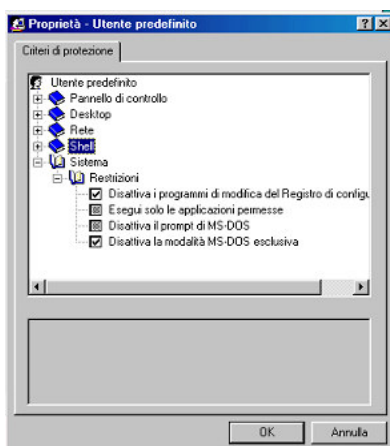 Proprietà - Utente predefinito
Criteri di protezione
Utente predefinito
Pannello di controllo
Desktop
Rete
Shell
Sistema
Restrizioni
Disattiva i programmi di modifica del Registro di configu
Esegui solo le applicazioni permesse
Disattiva il prompt di MS-DOS
Disattiva la modalità MS-DOS esclusiva
OK
Annulla